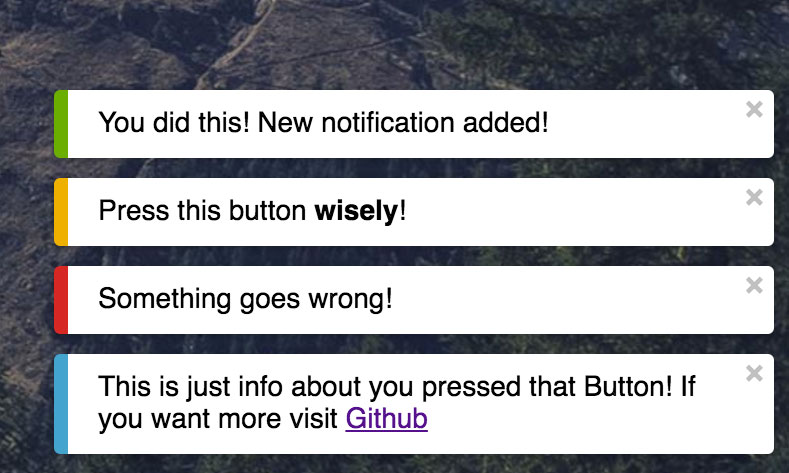 You did this! New notification added!
Press this button wisely!
Something goes wrong!
This is just info about you pressed that Button! If
you want more visit Github